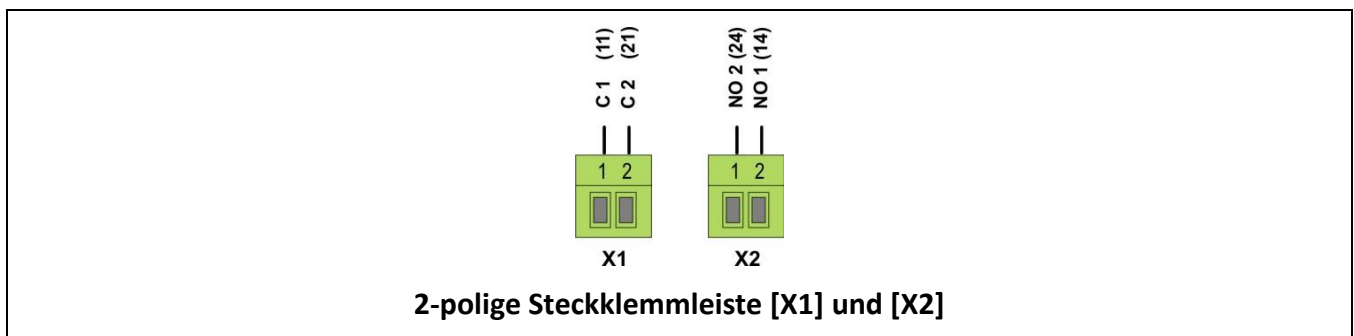 C 1 (11)
C 2 (21)
NO 2 (24)
NO 1 (14)
1 2
1 2
X1
X2
2-polige Steckklemmleiste [X1] und [X2]